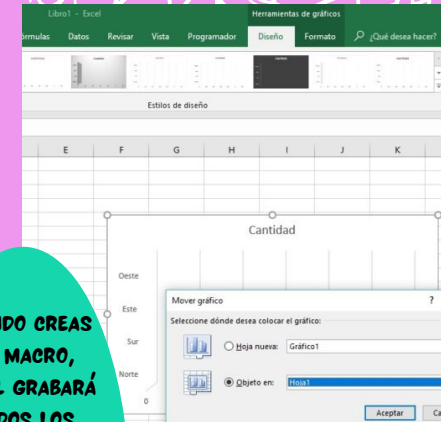 Libro1 - Excel
Herramientas de gráficos
Datos Revisar Vista Programador Diseño Formato ¿Qué desea hacer?
Estilos de diseño
E F G H I J K
Cantidad
Oeste
Este
Sur
Norte
0
Mover gráfico ?
Seleccione dónde desea colocar el gráfico:
Hoja nueva: Gráfico1
Objeto en: Hoja1
Aceptar
CREAS
MACRO,
GRABARÁ
LOS